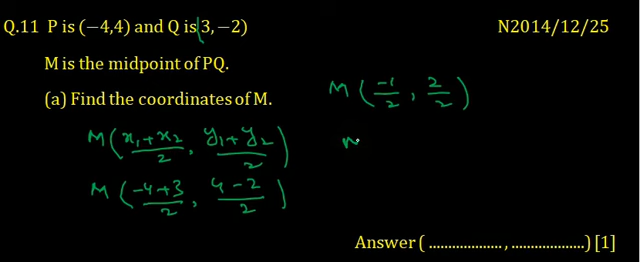 Q.11 P is (−4,4) and Q is (3,−2) N2014/12/25
M is the midpoint of PQ.
(a) Find the coordinates of M.
M ( x₁+x₂/2 , y₁+y₂/2 )
M ( -4+3/2 , 4-2/2 )
M ( -1/2 , 2/2 )
Answer ( ..................., ...................) [1]